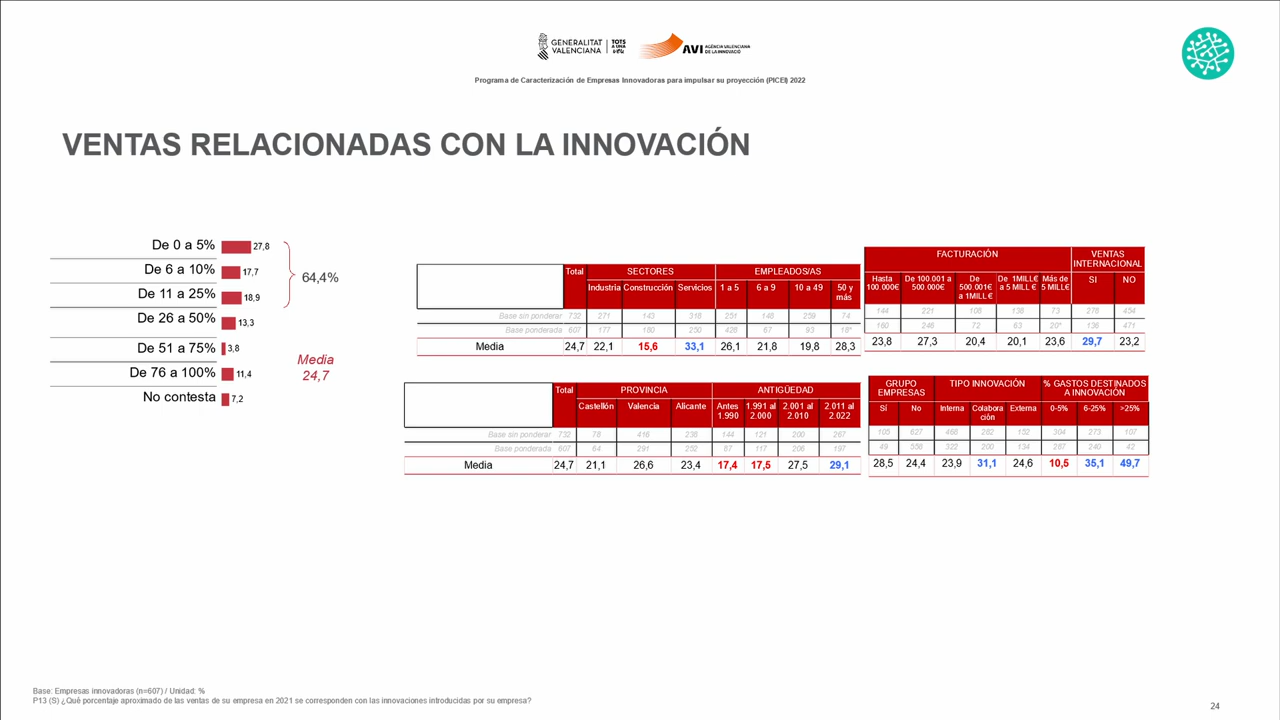 GENERALITAT VALENCIANA
TOTS A UNA veu
AVI AGÈNCIA VALENCIANA DE LA INNOVACIÓ
Programa de Caracterización de Empresas Innovadoras para impulsar su proyección (PICEI) 2022
VENTAS RELACIONADAS CON LA INNOVACIÓN
De 0 a 5% 27,8
De 6 a 10% 17,7
De 11 a 25% 18,9
De 26 a 50% 13,3
De 51 a 75% 3,8
De 76 a 100% 11,4
No contesta 7,2
64,4%
Media
24,7
Total SECTORES EMPLEADOS/AS
Industria Construcción Servicios 1 a 5 6 a 9 10 a 49 50 y más
Base sin ponderar 732 271 143 318 251 148 259 74
Base ponderada 607 177 180 250 428 67 93 18*
Media 24,7 22,1 15,6 33,1 26,1 21,8 19,8 28,3
FACTURACIÓN VENTAS INTERNACIONAL
Hasta 100.000€ De 100.001 a 500.000€ De 500.001€ a 1MILL € De 1MILL€ a 5 MILL € Más de 5 MILL€ SI NO
144 221 108 138 73 278 454
160 246 72 63 20* 136 471
23,8 27,3 20,4 20,1 23,6 29,7 23,2
Total PROVINCIA ANTIGÜEDAD
Castellón Valencia Alicante Antes 1.990 1.991 al 2.000 2.001 al 2.010 2.011 al 2.022
Base sin ponderar 732 78 416 238 144 121 200 267
Base ponderada 607 64 291 252 87 117 206 197
Media 24,7 21,1 26,6 23,4 17,4 17,5 27,5 29,1
GRUPO EMPRESAS TIPO INNOVACIÓN % GASTOS DESTINADOS A INNOVACIÓN
Sí No Interna Colabora ción Externa 0-5% 6-25% >25%
105 627 466 282 152 304 273 107
49 558 322 200 134 267 240 42
28,5 24,4 23,9 31,1 24,6 10,5 35,1 49,7
Base: Empresas innovadoras (n=607) / Unidad: %
P13 (S) ¿Qué porcentaje aproximado de las ventas de su empresa en 2021 se corresponden con las innovaciones introducidas por su empresa?
24